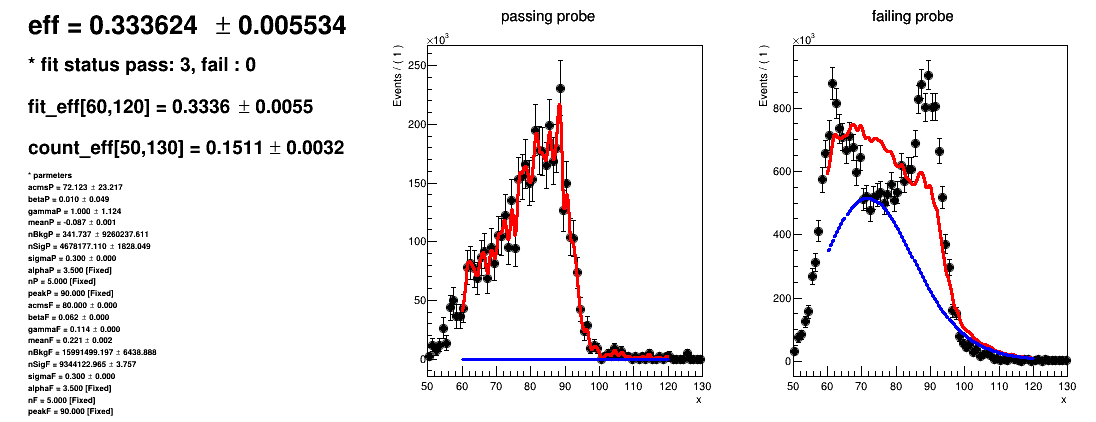 eff = 0.333624 ± 0.005534
* fit status pass: 3, fail : 0
fit_eff[60,120] = 0.3336 ± 0.0055
count_eff[50,130] = 0.1511 ± 0.0032
* parmeters
acmsP = 72.123 ± 23.217
betaP = 0.010 ± 0.049
gammaP = 1.000 ± 1.124
meanP = -0.087 ± 0.001
nBkgP = 341.737 ± 9260237.611
nSigP = 4678177.110 ± 1828.049
sigmaP = 0.300 ± 0.000
alphaP = 3.500 [Fixed]
nP = 5.000 [Fixed]
peakP = 90.000 [Fixed]
acmsF = 80.000 ± 0.000
betaF = 0.062 ± 0.000
gammaF = 0.114 ± 0.000
meanF = 0.221 ± 0.002
nBkgF = 15991499.197 ± 6438.888
nSigF = 9344122.965 ± 3.757
sigmaF = 0.300 ± 0.000
alphaF = 3.500 [Fixed]
nF = 5.000 [Fixed]
peakF = 90.000 [Fixed]
passing probe
×10³
Events / ( 1 )
250
200
150
100
50
0
50 60 70 80 90 100 110 120 130
x
failing probe
×10³
Events / ( 1 )
800
600
400
200
0
50 60 70 80 90 100 110 120 130
x